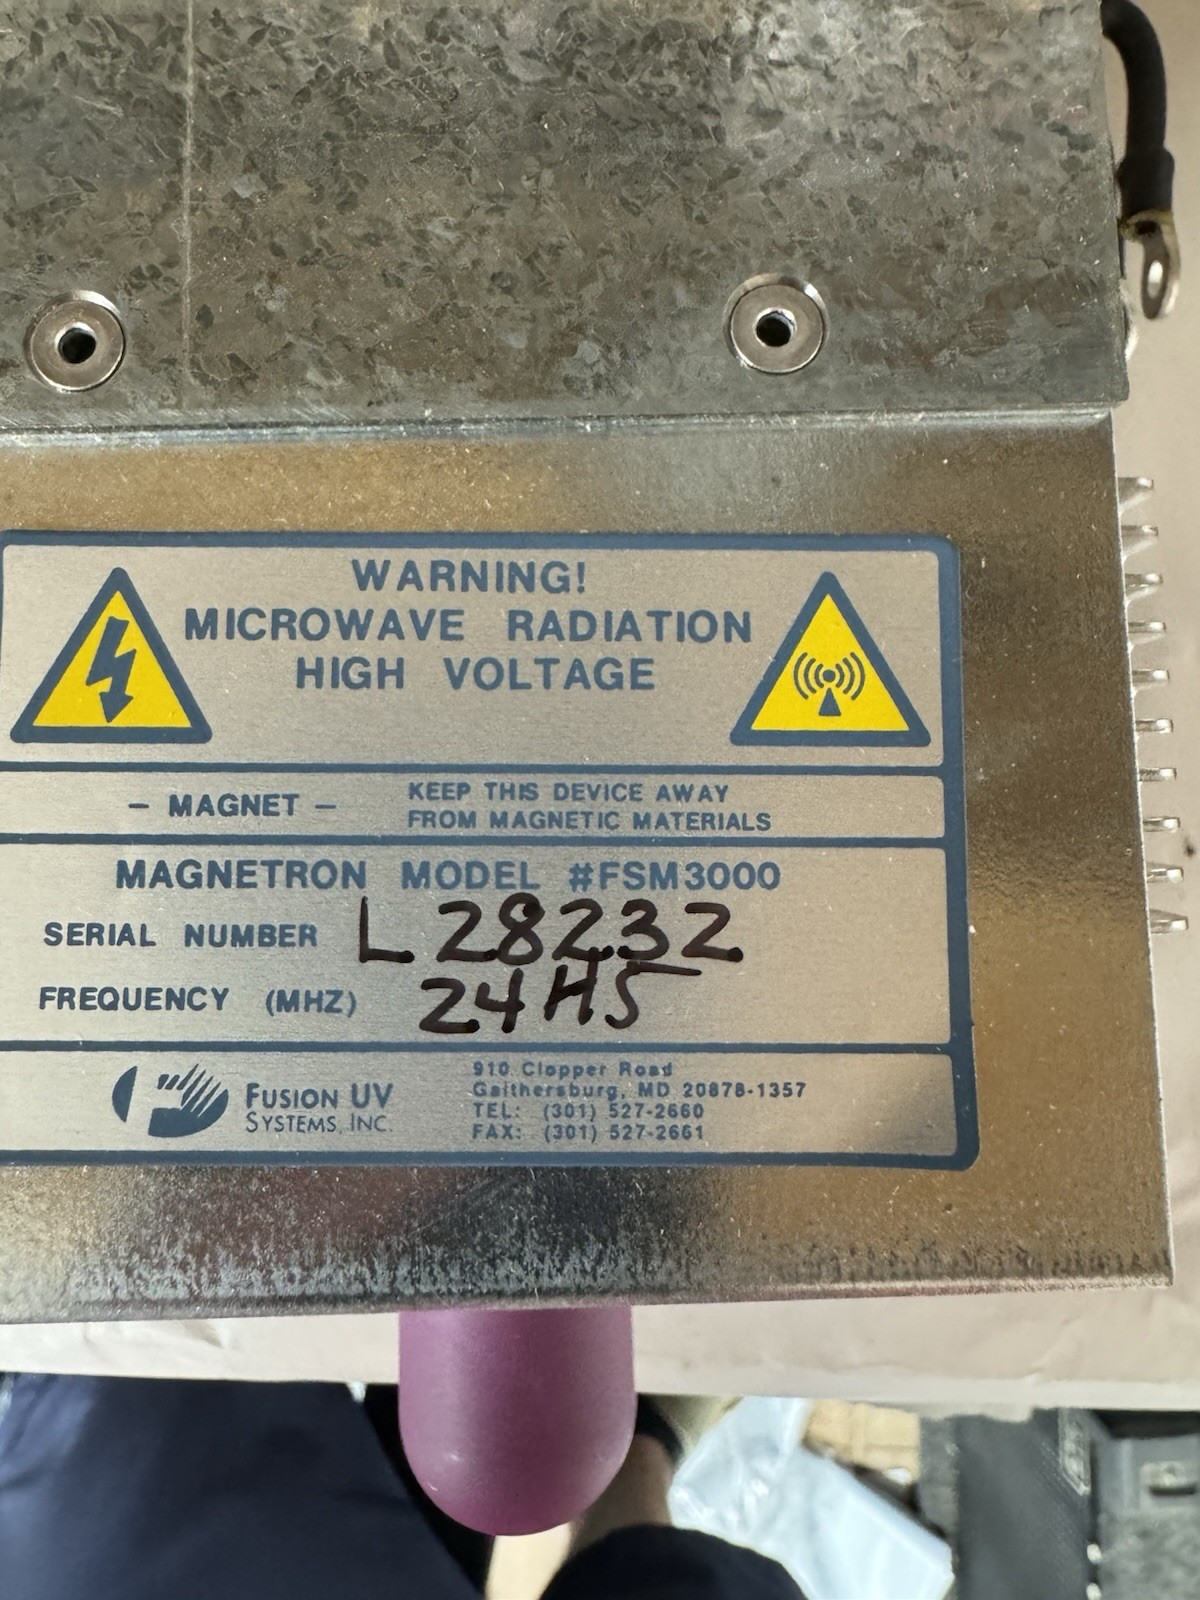 WARNING!
MICROWAVE RADIATION
HIGH VOLTAGE
– MAGNET –
KEEP THIS DEVICE AWAY
FROM MAGNETIC MATERIALS
MAGNETRON MODEL #FSM3000
SERIAL NUMBER L28232
FREQUENCY (MHZ) 24H5
FUSION UV
SYSTEMS, INC.
910 Clopper Road
Gaithersburg, MD 20878-1357
TEL: (301) 527-2660
FAX: (301) 527-2661